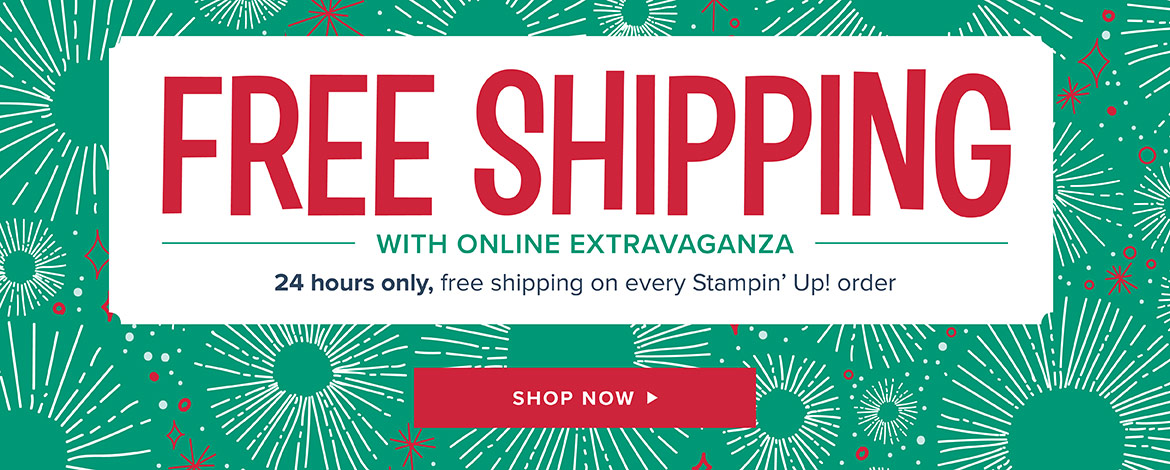 FREE SHIPPING
WITH ONLINE EXTRAVAGANZA
24 hours only, free shipping on every Stampin’ Up! order
SHOP NOW ▶